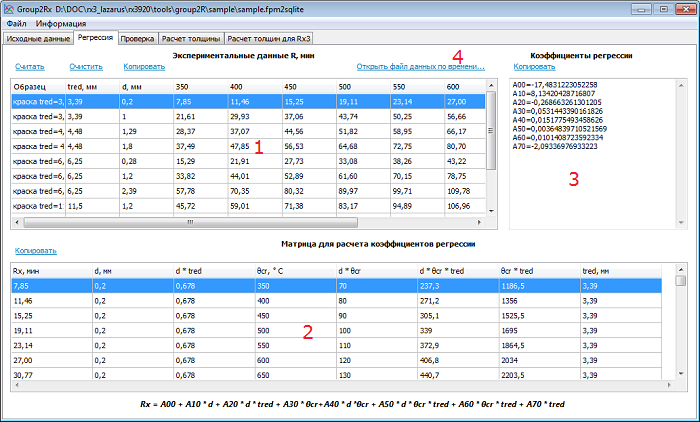 Group2Rx : D:\DOC\rx3_lazarus\rx3920\tools\group2R\sample\sample.fpm2sqlite
Файл Информация
Исходные данные Регрессия Проверка Расчет толщины Расчет толщин для Rx3
Экспериментальные данные R, мин 4 Коэффициенты регрессии
Считать Очистить Копировать Открыть файл данных по времени... Копировать
Образец tred, мм d, мм 350 400 450 500 550 600
краска tred=3, 3,39 0,2 7,85 11,46 15,25 19,11 23,14 27,00
краска tred=3, 3,39 1 21,61 29,93 37,06 43,74 50,25 56,66
краска tred=4, 4,48 1,29 28,37 37,07 44,56 51,82 58,95 66,17
краска tred= 4 4,48 1,8 37,49 47,85 56,53 64,68 72,75 80,70
краска tred=6, 6,25 0,28 15,29 21,91 27,73 33,08 38,26 43,22
краска tred=6, 6,25 1,2 33,82 44,01 52,89 61,60 70,15 78,75
краска tred=6, 6,25 2,39 57,78 70,35 80,32 89,97 99,71 109,78
краска tred=1: 11,5 1,2 45,72 59,01 71,38 83,17 94,89 106,96
1
A00=-17,4831223052258
A10=8,13420428716807
A20=-0,268663261301205
A30=0,0531443390161826
A40=0,0151775493458626
A50=0,00364839710521569
A60=0,0101408723592334
A70=-2,09336976933223
3
Матрица для расчета коэффициентов регрессии
Копировать
Rx, мин d, мм d * tred θcr, ° C d * θcr d * θcr * tred θcr * tred tred, мм
7,85 0,2 0,678 350 70 237,3 1186,5 3,39
11,46 0,2 0,678 400 80 271,2 1356 3,39
15,25 0,2 0,678 450 90 305,1 1525,5 3,39
19,11 0,2 0,678 500 100 339 1695 3,39
23,14 0,2 0,678 550 110 372,9 1864,5 3,39
27,00 0,2 0,678 600 120 406,8 2034 3,39
30,77 0,2 0,678 650 130 440,7 2203,5 3,39
2
Rx = A00 + A10 * d + A20 * d * tred + A30 * θcr+A40 * d *θcr + A50 * d * θcr * tred + A60 * θcr * tred + A70 * tred